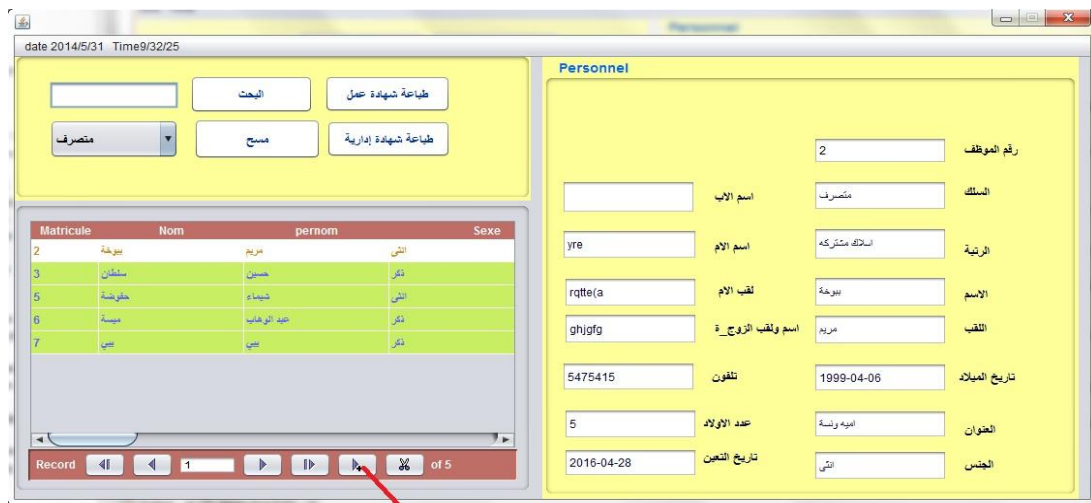 date 2014/5/31 Time9/32/25
البحث
طباعة شهادة عمل
متصرف
مسح
طباعة شهادة إدارية
Matricule Nom pernom Sexe
2 بيوخة مريم انثى
3 سلطان حسين ذكر
5 حفوضة شيماء انثى
6 ميسة عبد الوهاب ذكر
7 بيبي بيبي ذكر
Record 1 of 5
Personnel
رقم الموظف 2
السلك متصرف
اسم الاب
الرتبة اسلاك مشتركه
اسم الام yre
الاسم بيوخة
لقب الام rqtte(a
اللقب مريم
اسم ولقب الزوج_ة ghjgfg
تاريخ الميلاد 1999-04-06
تلفون 5475415
العنوان اميه ونسة
عدد الاولاد 5
الجنس انثى
تاريخ التعين 2016-04-28